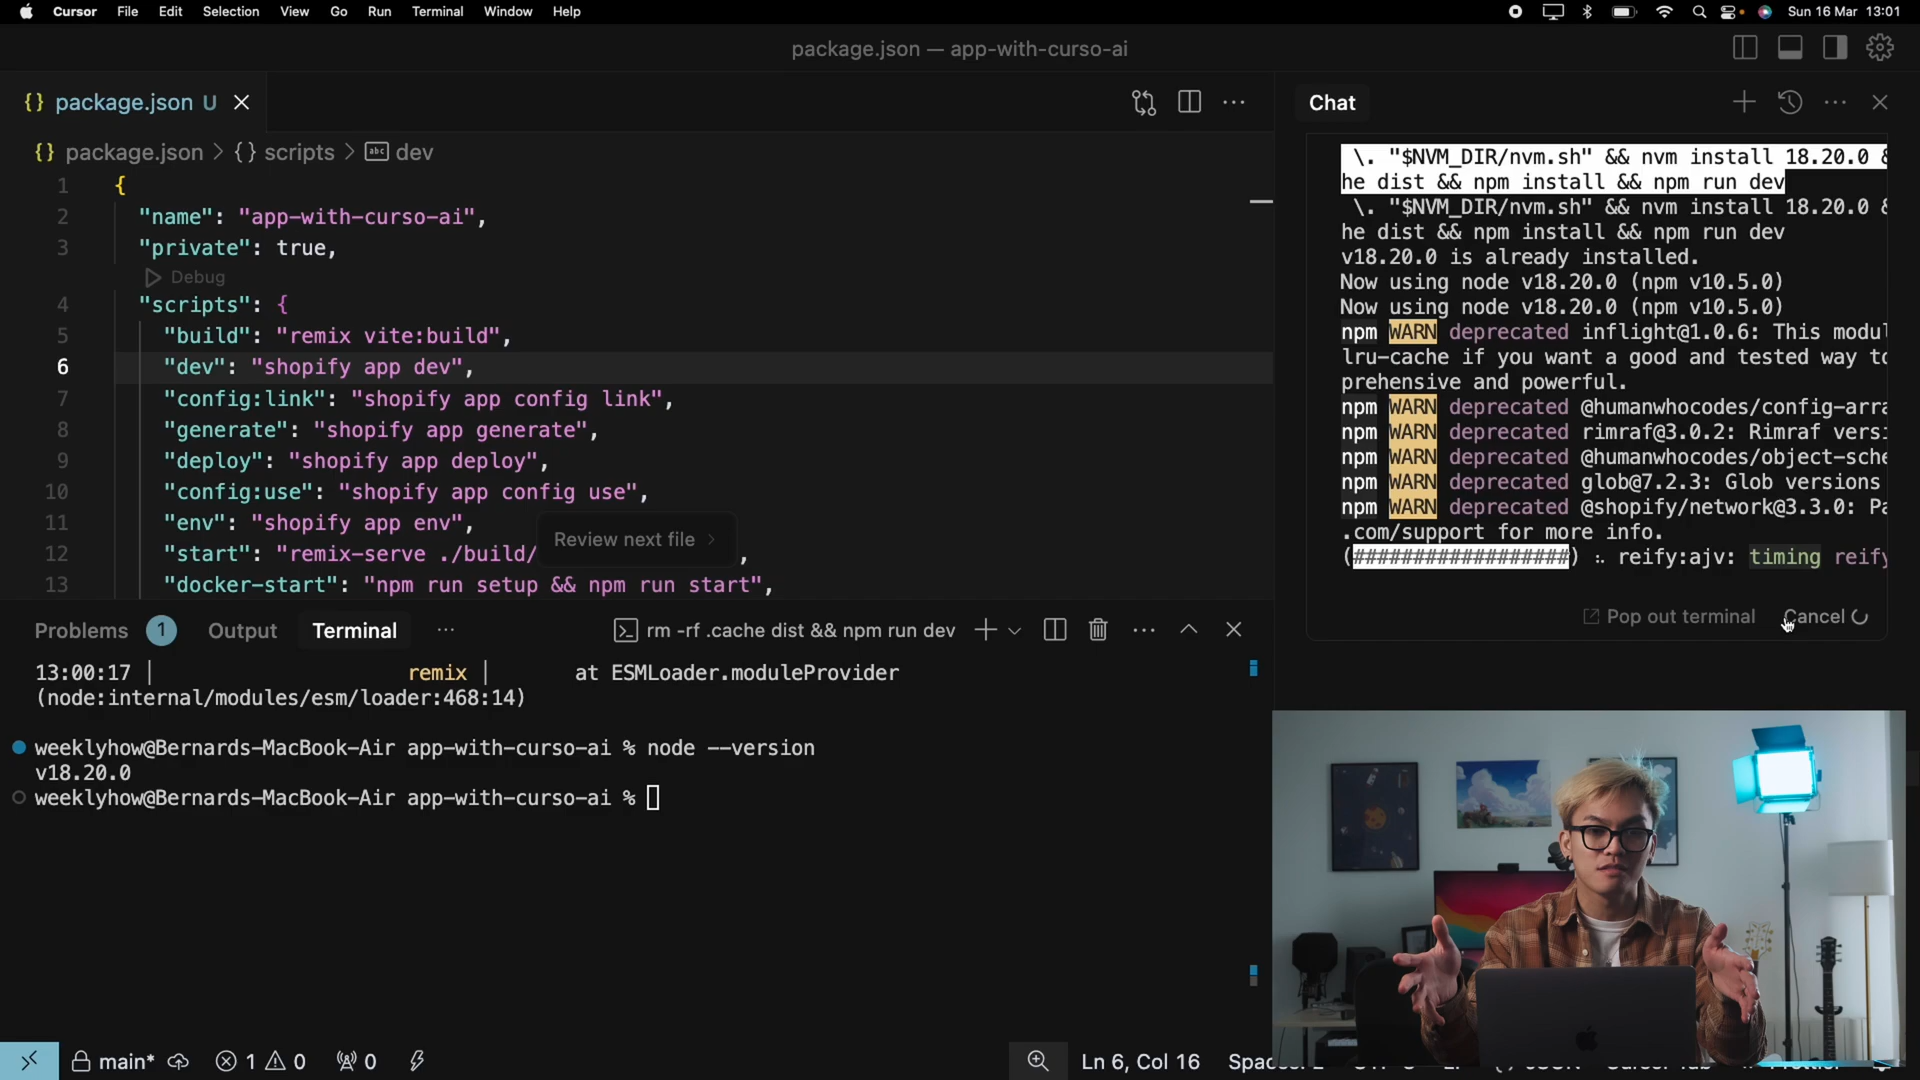 Cursor File Edit Selection View Go Run Terminal Window Help
Sun 16 Mar 13:01
package.json — app-with-curso-ai
{} package.json U
{} package.json > {} scripts > abc dev
1 {
2 "name": "app-with-curso-ai",
3 "private": true,
Debug
4 "scripts": {
5 "build": "remix vite:build",
6 "dev": "shopify app dev",
7 "config:link": "shopify app config link",
8 "generate": "shopify app generate",
9 "deploy": "shopify app deploy",
10 "config:use": "shopify app config use",
11 "env": "shopify app env",
12 "start": "remix-serve ./build/ ,
Review next file >
13 "docker-start": "npm run setup && npm run start",
Problems 1 Output Terminal ... rm -rf .cache dist && npm run dev
13:00:17 | remix | at ESMLoader.moduleProvider
(node:internal/modules/esm/loader:468:14)
weeklyhow@Bernards-MacBook-Air app-with-curso-ai % node --version
v18.20.0
weeklyhow@Bernards-MacBook-Air app-with-curso-ai %
Chat
\. "$NVM_DIR/nvm.sh" && nvm install 18.20.0 &
he dist && npm install && npm run dev
\. "$NVM_DIR/nvm.sh" && nvm install 18.20.0 &
he dist && npm install && npm run dev
v18.20.0 is already installed.
Now using node v18.20.0 (npm v10.5.0)
Now using node v18.20.0 (npm v10.5.0)
npm WARN deprecated inflight@1.0.6: This modul
lru-cache if you want a good and tested way to
prehensive and powerful.
npm WARN deprecated @humanwhocodes/config-arra
npm WARN deprecated rimraf@3.0.2: Rimraf versi
npm WARN deprecated @humanwhocodes/object-sche
npm WARN deprecated glob@7.2.3: Glob versions
npm WARN deprecated @shopify/network@3.3.0: Pa
.com/support for more info.
(##################) ⠦ reify:ajv: timing reify
Pop out terminal Cancel
main* 1 0 0
Ln 6, Col 16